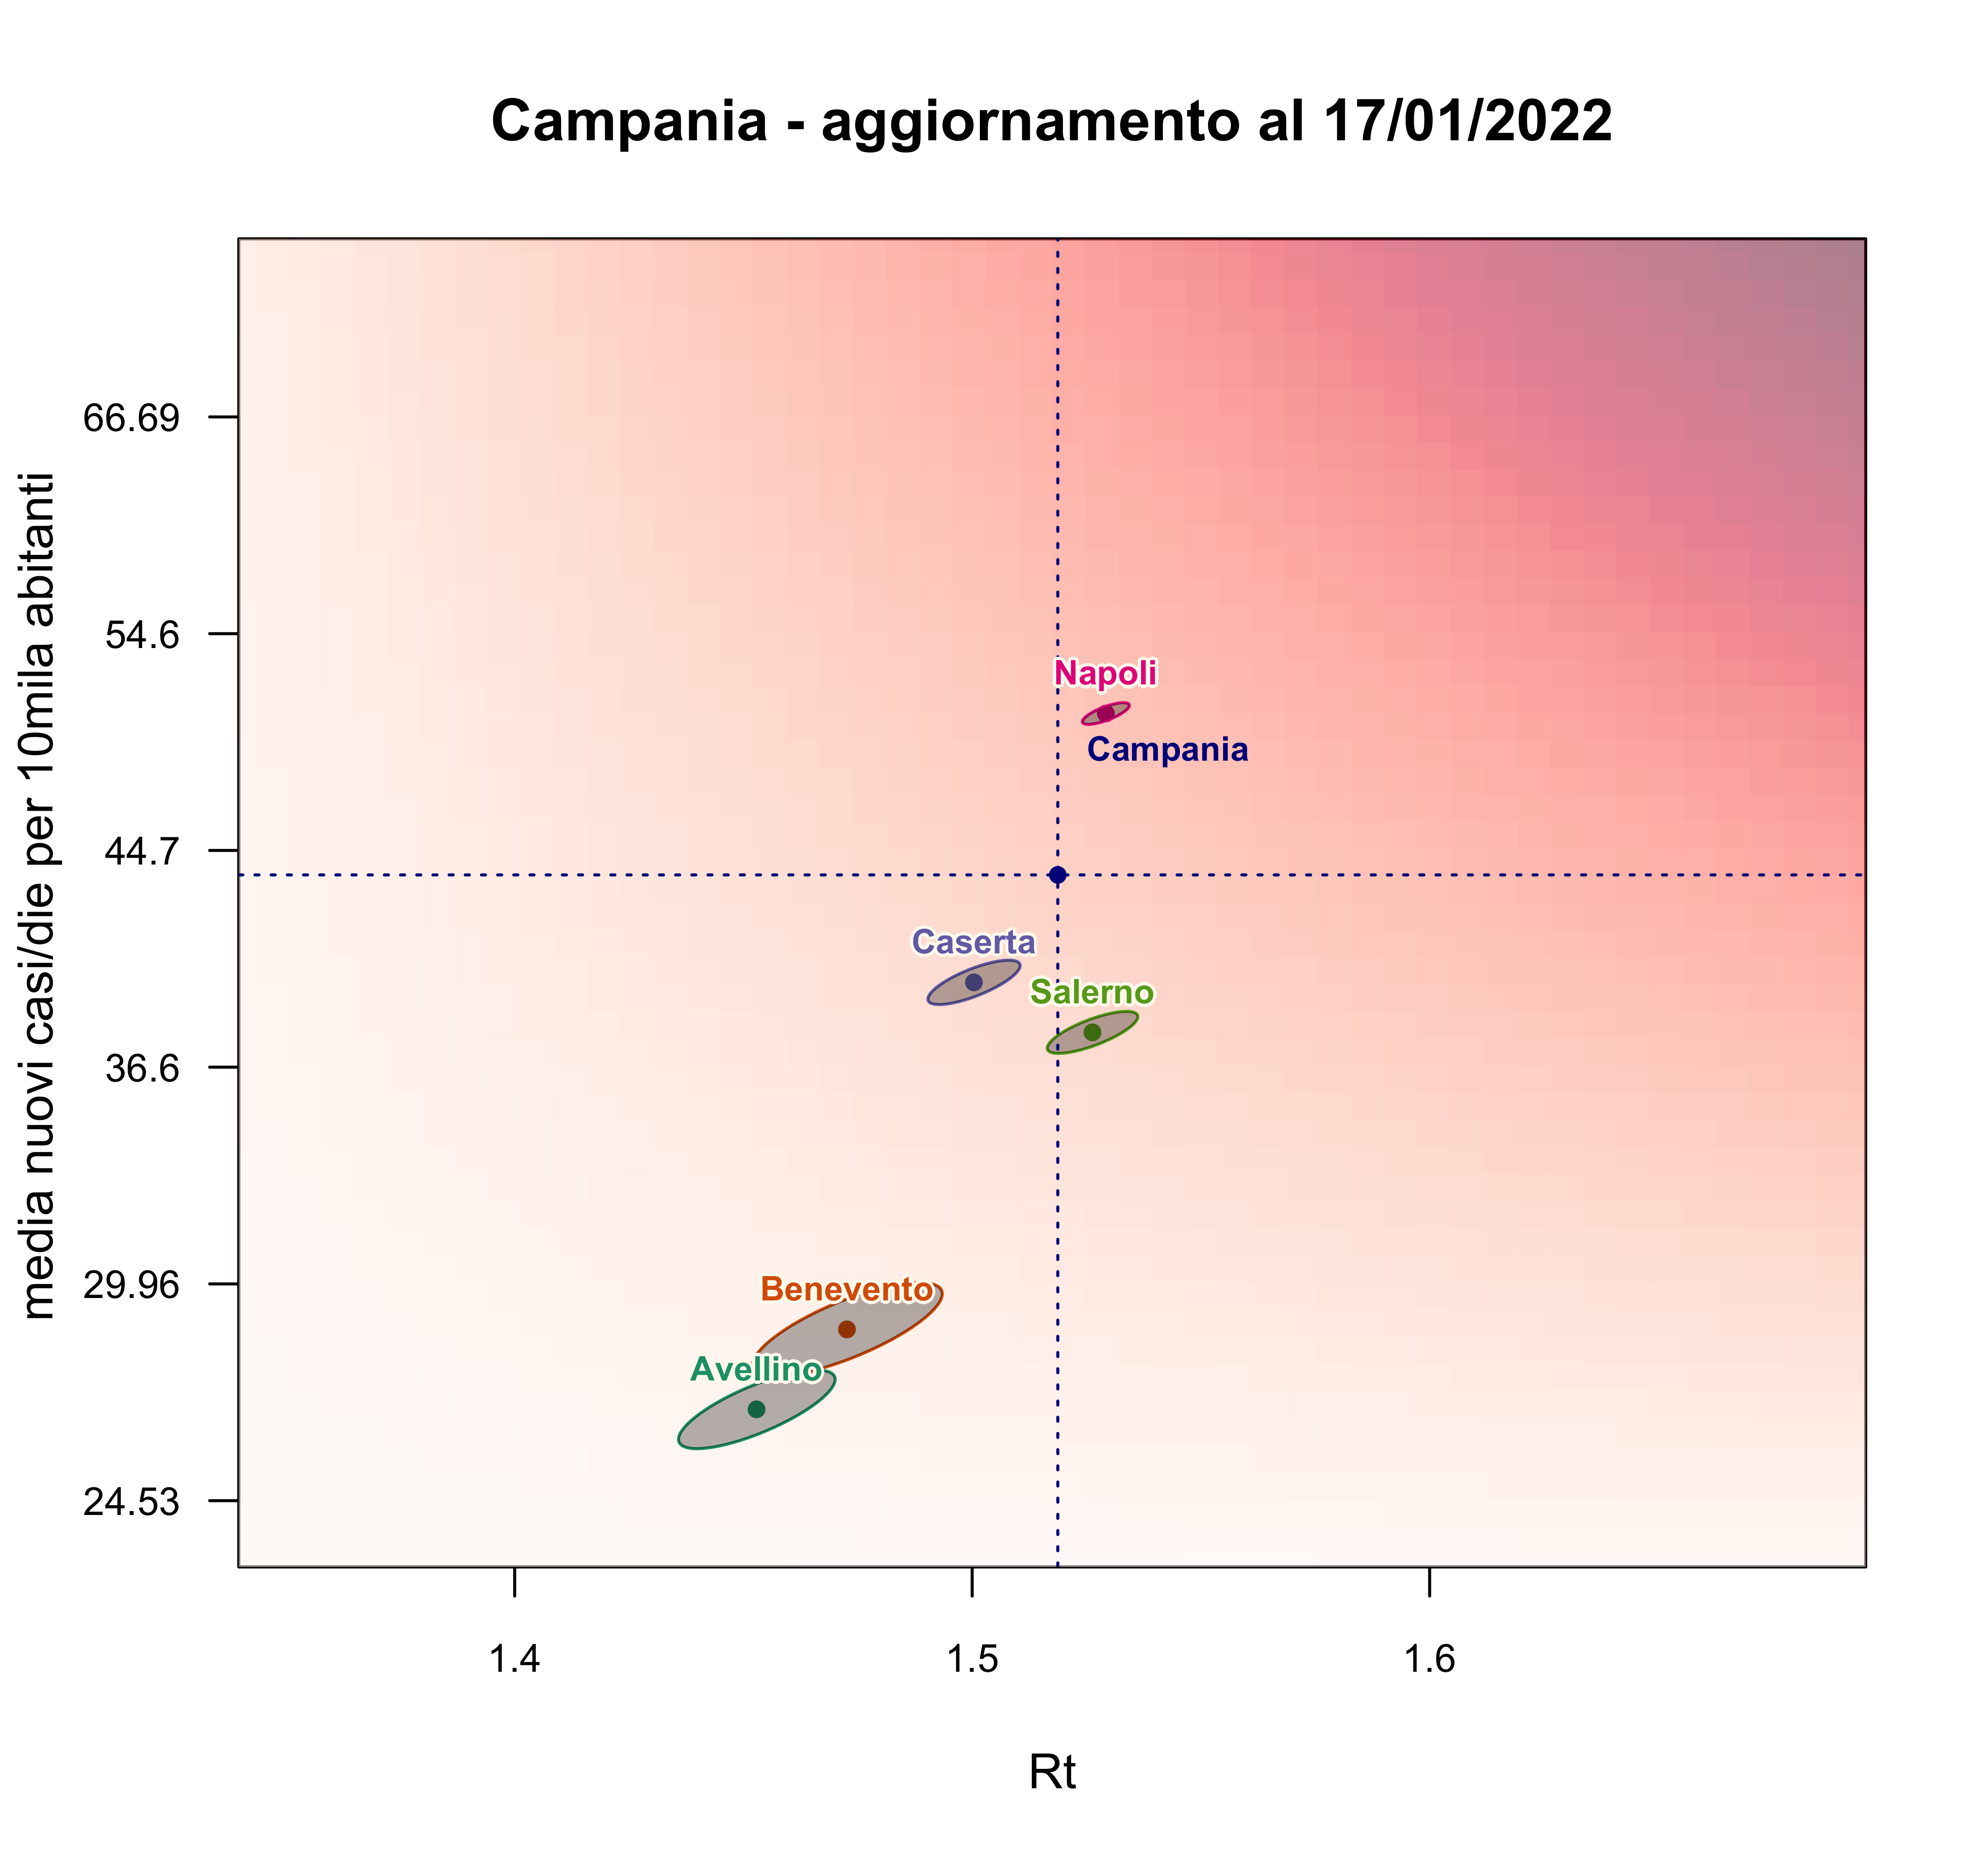 Campania - aggiornamento al 17/01/2022
media nuovi casi/die per 10mila abitanti
66.69
54.6
44.7
36.6
29.96
24.53
Napoli
Campania
Caserta
Salerno
Benevento
Avellino
1.4
1.5
1.6
Rt